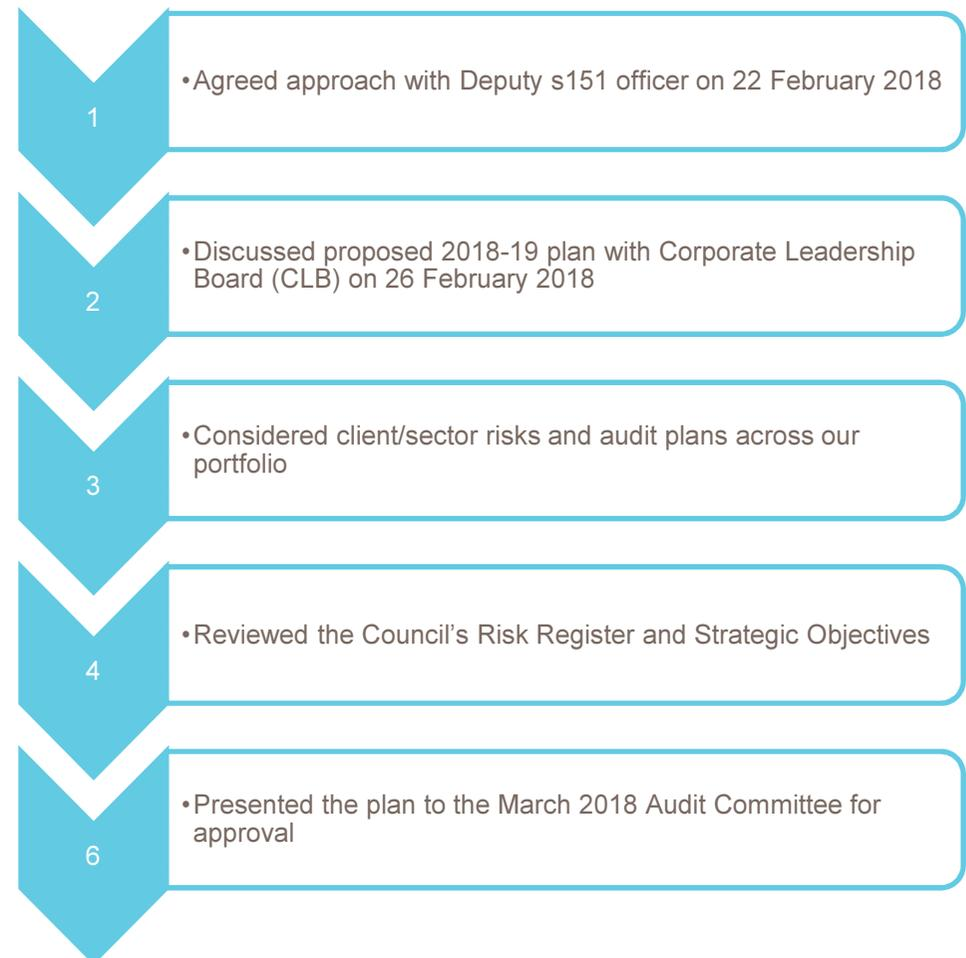 1
•Agreed approach with Deputy s151 officer on 22 February 2018
2
•Discussed proposed 2018-19 plan with Corporate Leadership
Board (CLB) on 26 February 2018
3
•Considered client/sector risks and audit plans across our
portfolio
4
•Reviewed the Council’s Risk Register and Strategic Objectives
6
•Presented the plan to the March 2018 Audit Committee for
approval